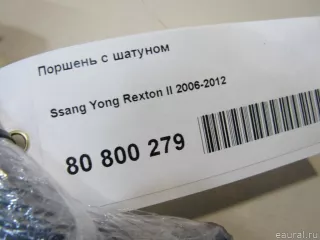 Поршень с шатуном
Ssang Yong Rexton II 2006-2012
80 800 279
eaural.ru